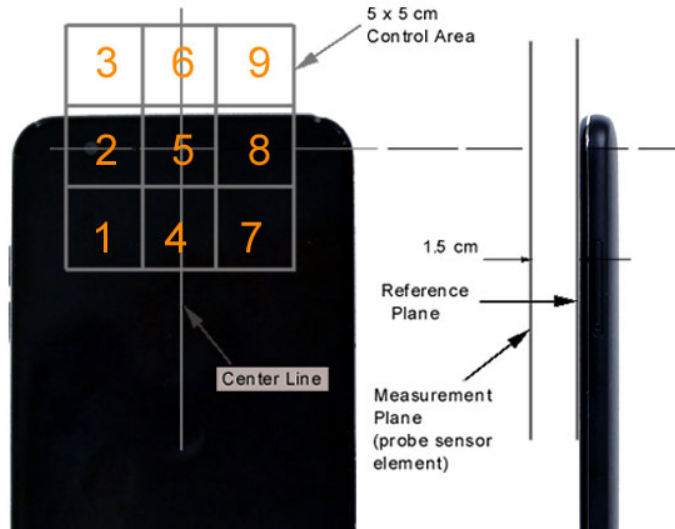 5 x 5 cm
Control Area
3 6 9
2 5 8
1 4 7
1.5 cm
Reference
Plane
Center Line
Measurement
Plane
(probe sensor
element)